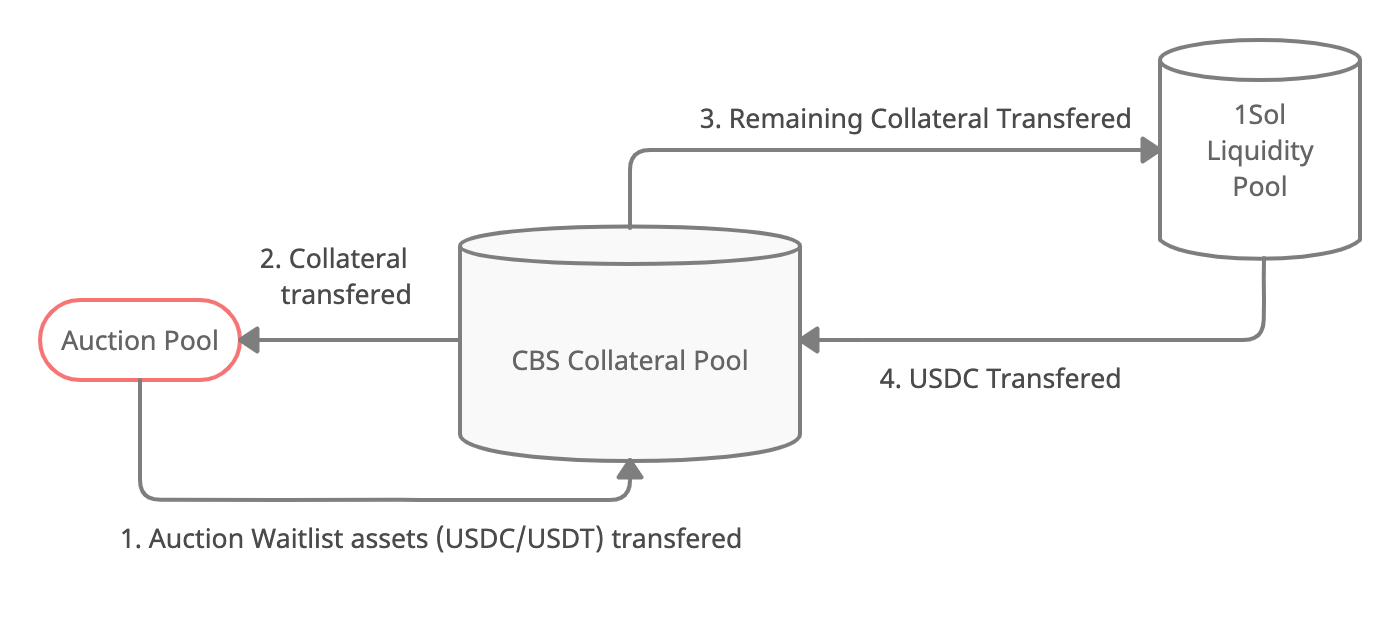 3. Remaining Collateral Transfered
1Sol
Liquidity
Pool
2. Collateral
transfered
Auction Pool
CBS Collateral Pool
4. USDC Transfered
1. Auction Waitlist assets (USDC/USDT) transfered